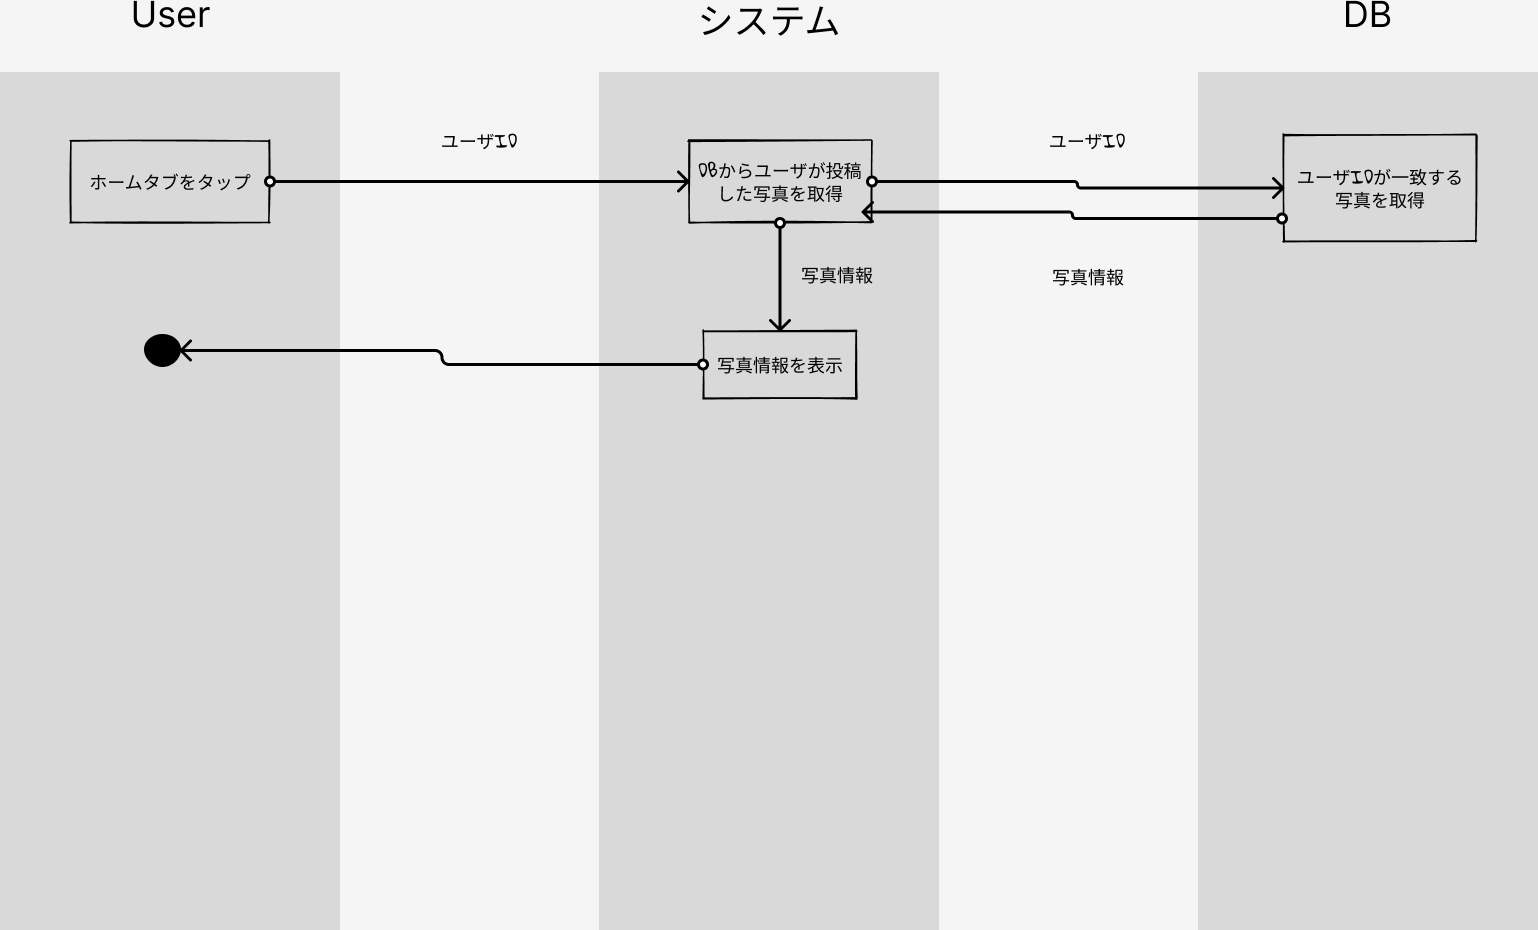 User
システム
DB
ユーザID
ユーザID
ホームタブをタップ
DBからユーザが投稿
した写真を取得
ユーザIDが一致する
写真を取得
写真情報
写真情報
写真情報を表示